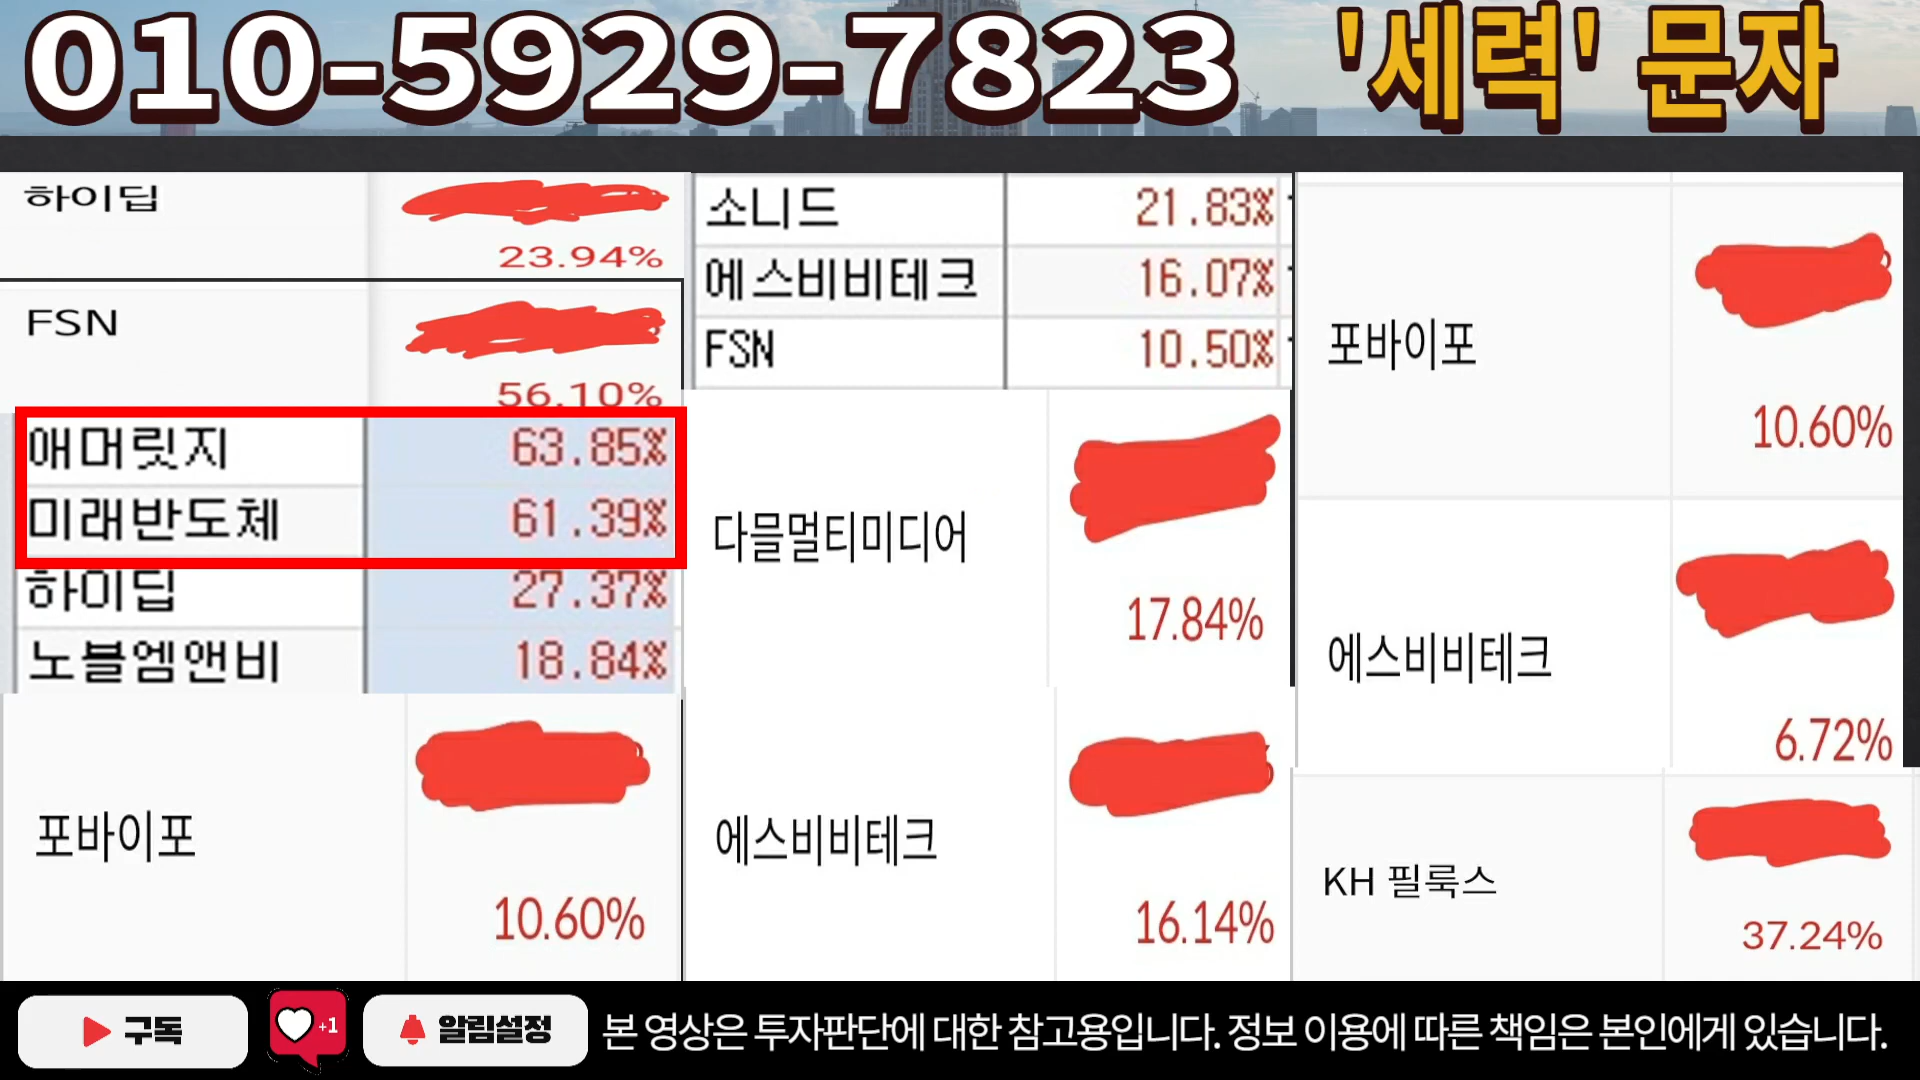 010-5929-7823 '세력' 문자
하이딥
23.94%
FSN
56.10%
애머릿지 63.85%
미래반도체 61.39%
하이딥 27.37%
노블엠앤비 18.84%
포바이포
10.60%
소니드 21.83%
에스비비테크 16.07%
FSN 10.50%
다믈멀티미디어
17.84%
에스비비테크
16.14%
포바이포
10.60%
에스비비테크
6.72%
KH 필룩스
37.24%
구독 +1 알림설정 본 영상은 투자판단에 대한 참고용입니다. 정보 이용에 따른 책임은 본인에게 있습니다.